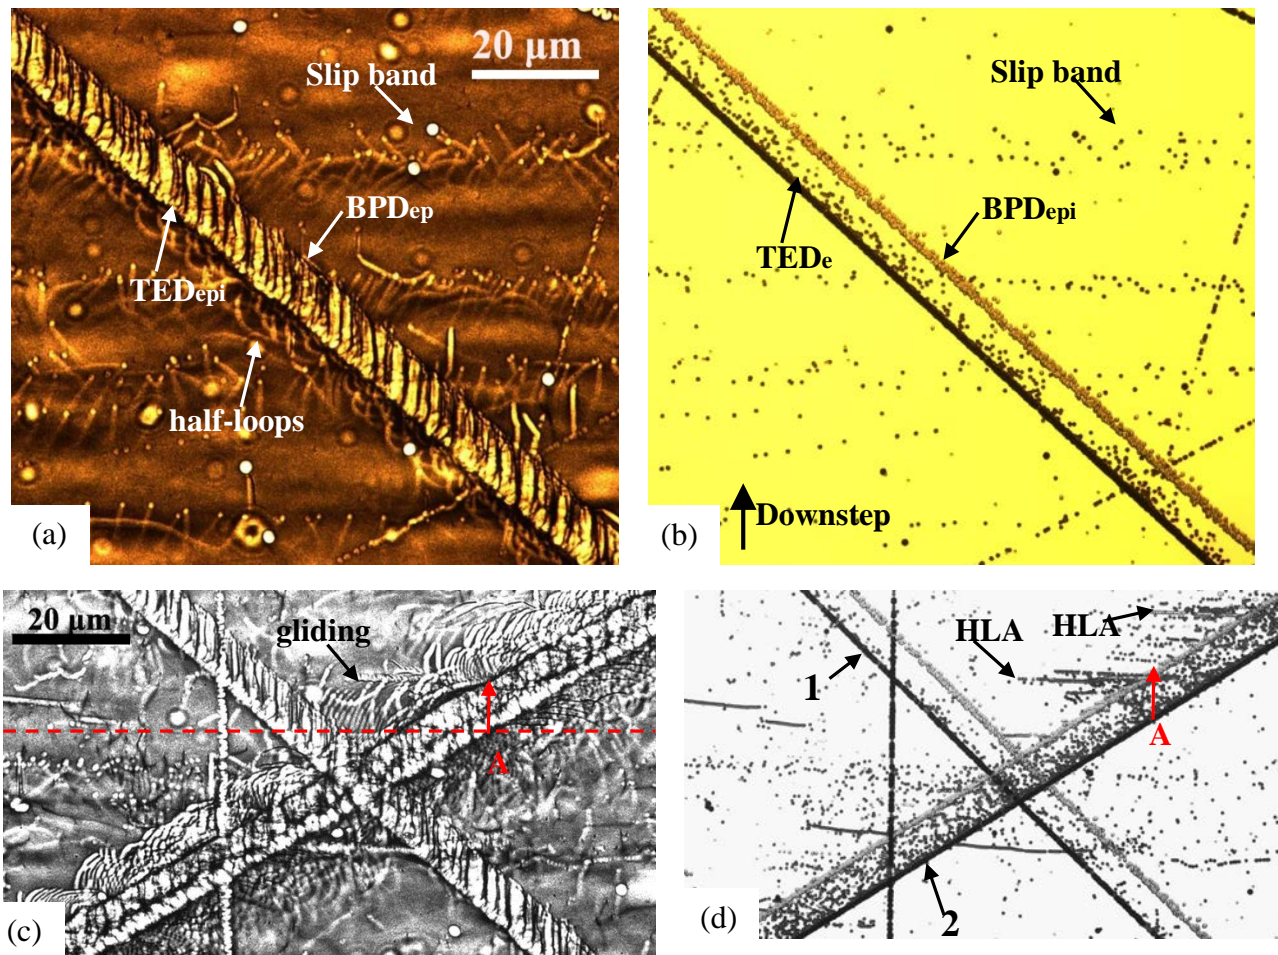 20 µm
Slip band
BPDep
TEDepi
half-loops
(a)
Slip band
BPDepi
TEDe
Downstep
(b)
20 µm
gliding
A
(c)
HLA
HLA
1
A
2
(d)